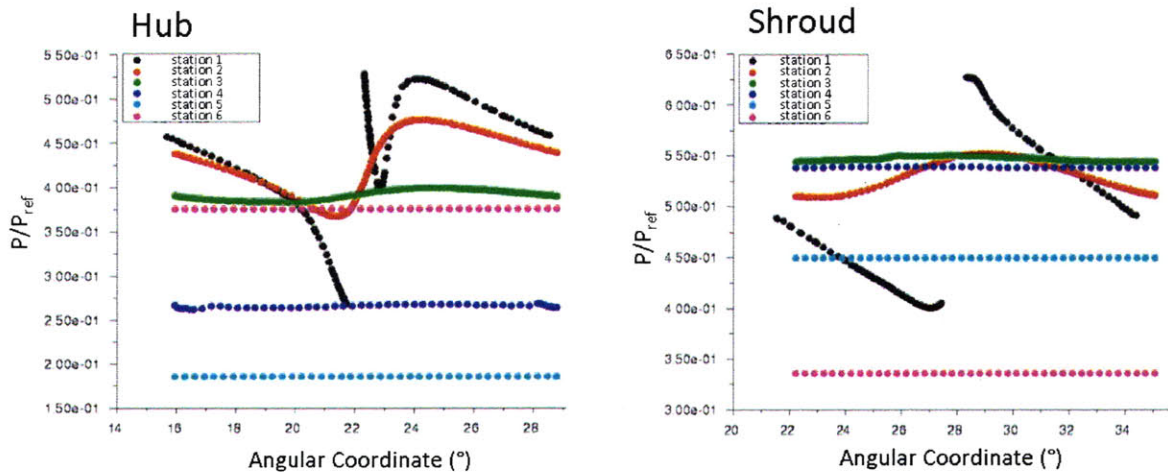 Hub
5.50e-01
5.00e-01
4.50e-01
4.00e-01
3.50e-01
3.00e-01
2.50e-01
2.00e-01
1.50e-01
P/Pref
station 1
station 2
station 3
station 4
station 5
station 6
14 16 18 20 22 24 26 28
Angular Coordinate (°)
Shroud
6.50e-01
6.00e-01
5.50e-01
5.00e-01
4.50e-01
4.00e-01
3.50e-01
3.00e-01
P/Pref
station 1
station 2
station 3
station 4
station 5
station 6
20 22 24 26 28 30 32 34
Angular Coordinate (°)